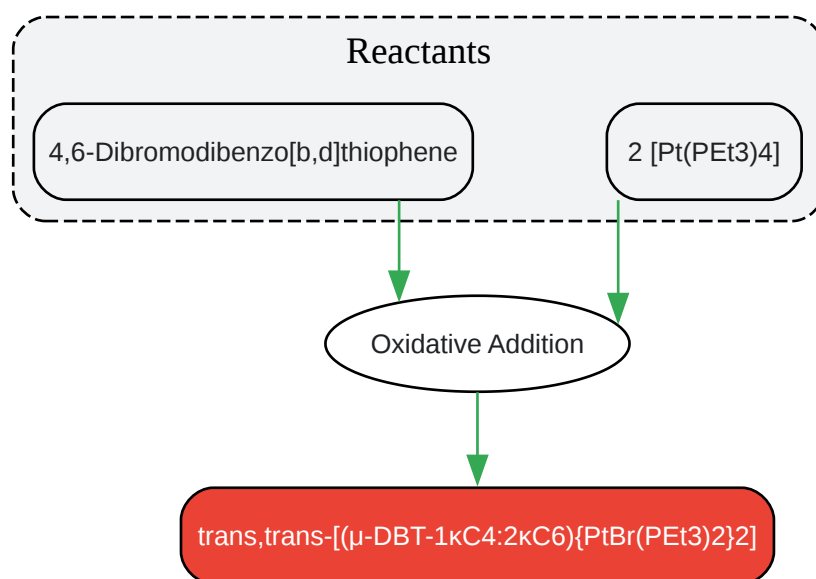 Reactants
4,6-Dibromodibenzo[b,d]thiophene
2 [Pt(PEt3)4]
Oxidative Addition
trans,trans-[(μ-DBT-1κC4:2κC6){PtBr(PEt3)2}2]